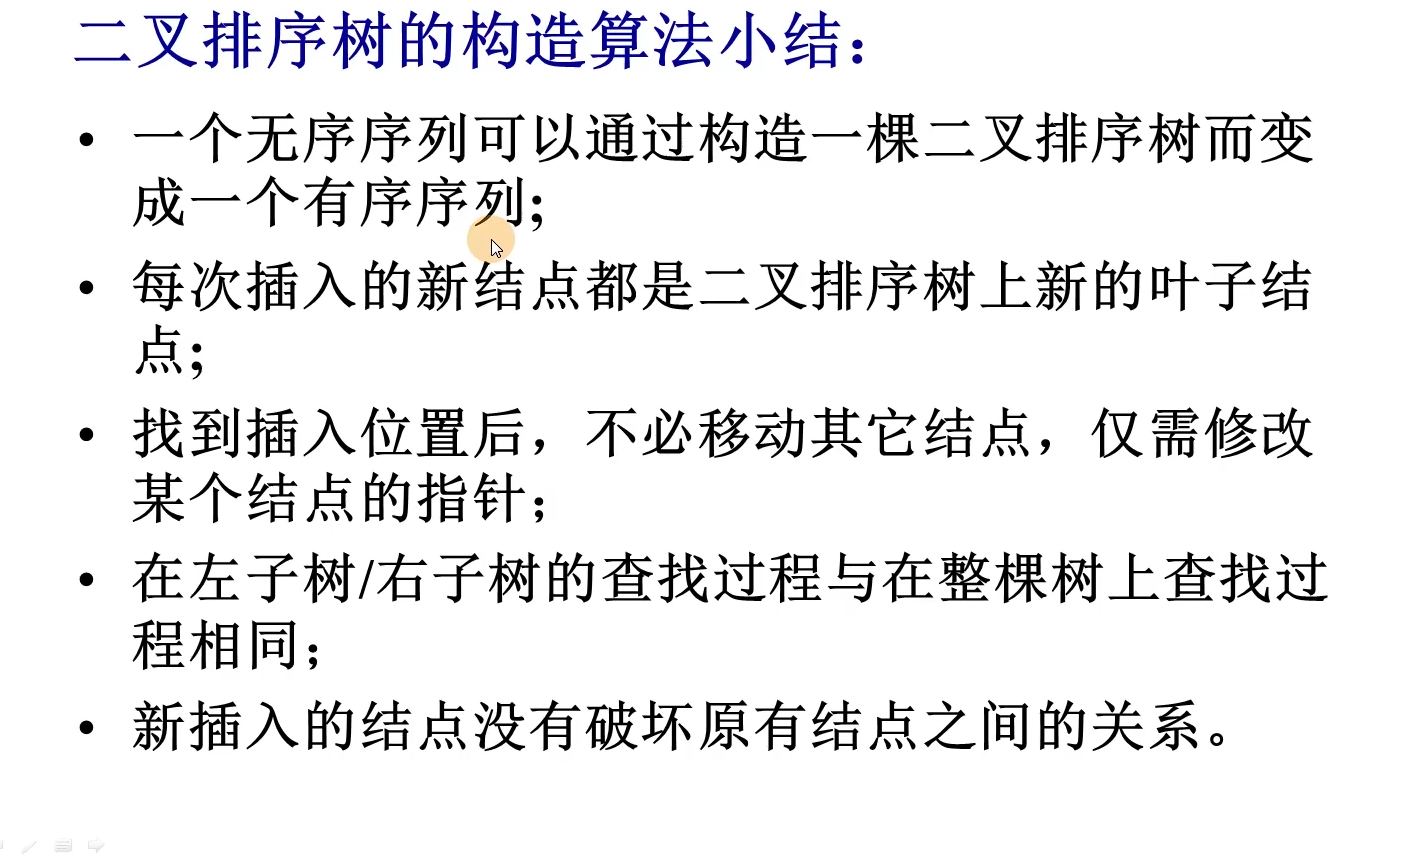 二叉排序树的构造算法小结：
• 一个无序序列可以通过构造一棵二叉排序树而变
成一个有序序列；
• 每次插入的新结点都是二叉排序树上新的叶子结
点；
• 找到插入位置后，不必移动其它结点，仅需修改
某个结点的指针；
• 在左子树/右子树的查找过程与在整棵树上查找过
程相同；
• 新插入的结点没有破坏原有结点之间的关系。